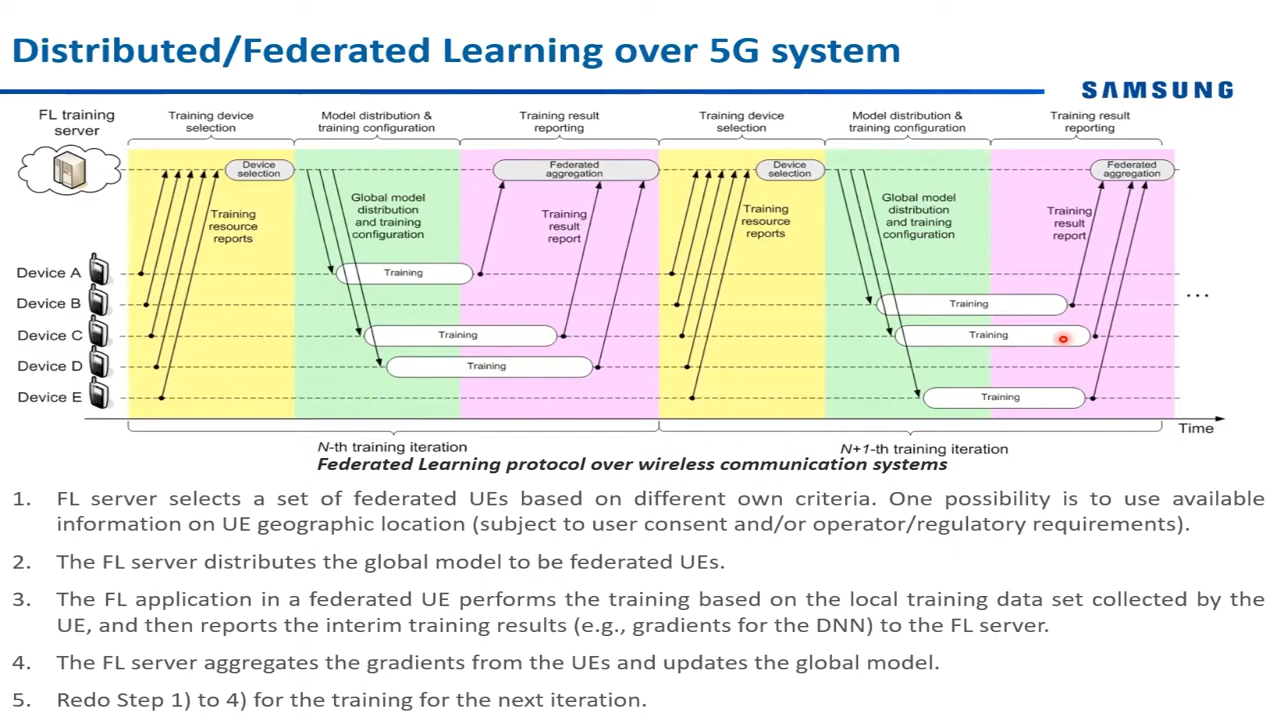 Distributed/Federated Learning over 5G system
SAMSUNG
FL training
server
Training device
selection
Model distribution &
training configuration
Training result
reporting
Training device
selection
Model distribution &
training configuration
Training result
reporting
Device
selection
Federated
aggregation
Device
selection
Federated
aggregation
Training
resource
reports
Global model
distribution
and training
configuration
Training
result
report
Training
resource
reports
Global model
distribution
and training
configuration
Training
result
report
Device A
Training
Device B
Training
...
Device C
Training
Training
Device D
Training
Device E
Training
Time
N-th training iteration
N+1-th training iteration
Federated Learning protocol over wireless communication systems
1. FL server selects a set of federated UEs based on different own criteria. One possibility is to use available
information on UE geographic location (subject to user consent and/or operator/regulatory requirements).
2. The FL server distributes the global model to be federated UEs.
3. The FL application in a federated UE performs the training based on the local training data set collected by the
UE, and then reports the interim training results (e.g., gradients for the DNN) to the FL server.
4. The FL server aggregates the gradients from the UEs and updates the global model.
5. Redo Step 1) to 4) for the training for the next iteration.